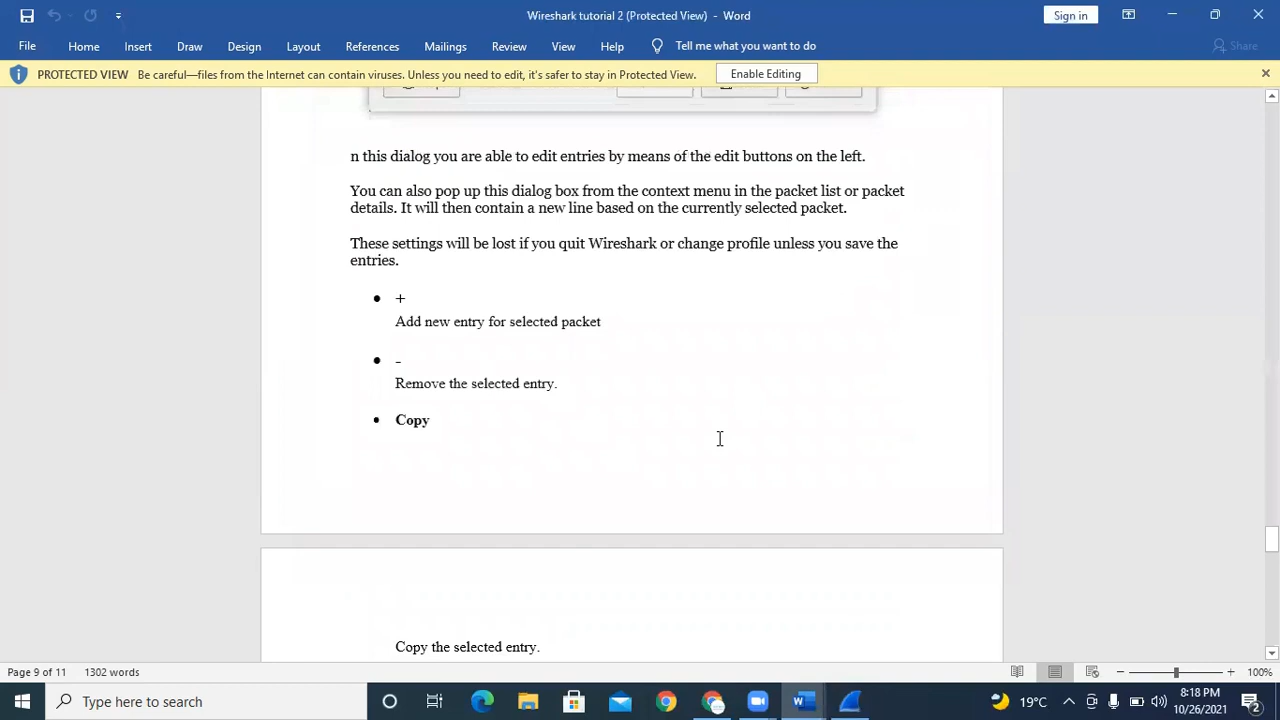 Wireshark tutorial 2 (Protected View) - Word
Sign in
File Home Insert Draw Design Layout References Mailings Review View Help Tell me what you want to do Share
PROTECTED VIEW Be careful—files from the Internet can contain viruses. Unless you need to edit, it's safer to stay in Protected View. Enable Editing
n this dialog you are able to edit entries by means of the edit buttons on the left.
You can also pop up this dialog box from the context menu in the packet list or packet
details. It will then contain a new line based on the currently selected packet.
These settings will be lost if you quit Wireshark or change profile unless you save the
entries.
• +
Add new entry for selected packet
• -
Remove the selected entry.
• Copy
Copy the selected entry.
Page 9 of 11 1302 words 100%
Type here to search
19°C
8:18 PM
10/26/2021
2